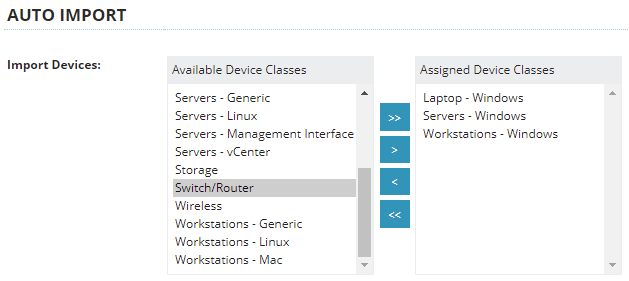 AUTO IMPORT
Import Devices:
Available Device Classes
Servers - Generic
Servers - Linux
Servers - Management Interface
Servers - vCenter
Storage
Switch/Router
Wireless
Workstations - Generic
Workstations - Linux
Workstations - Mac
>>
>
<
<<
Assigned Device Classes
Laptop - Windows
Servers - Windows
Workstations - Windows